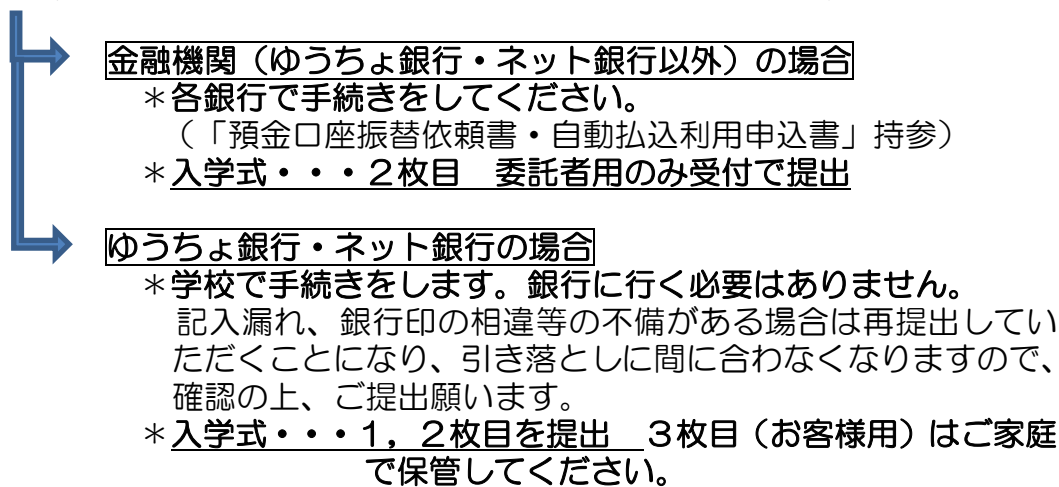 金融機関（ゆうちょ銀行・ネット銀行以外）の場合
＊各銀行で手続きをしてください。
（「預金口座振替依頼書・自動払込利用申込書」持参）
＊入学式・・・２枚目　委託者用のみ受付で提出
ゆうちょ銀行・ネット銀行の場合
＊学校で手続きをします。銀行に行く必要はありません。
記入漏れ、銀行印の相違等の不備がある場合は再提出してい
ただくことになり、引き落としに間に合わなくなりますので、
確認の上、ご提出願います。
＊入学式・・・１，２枚目を提出　３枚目（お客様用）はご家庭
で保管してください。